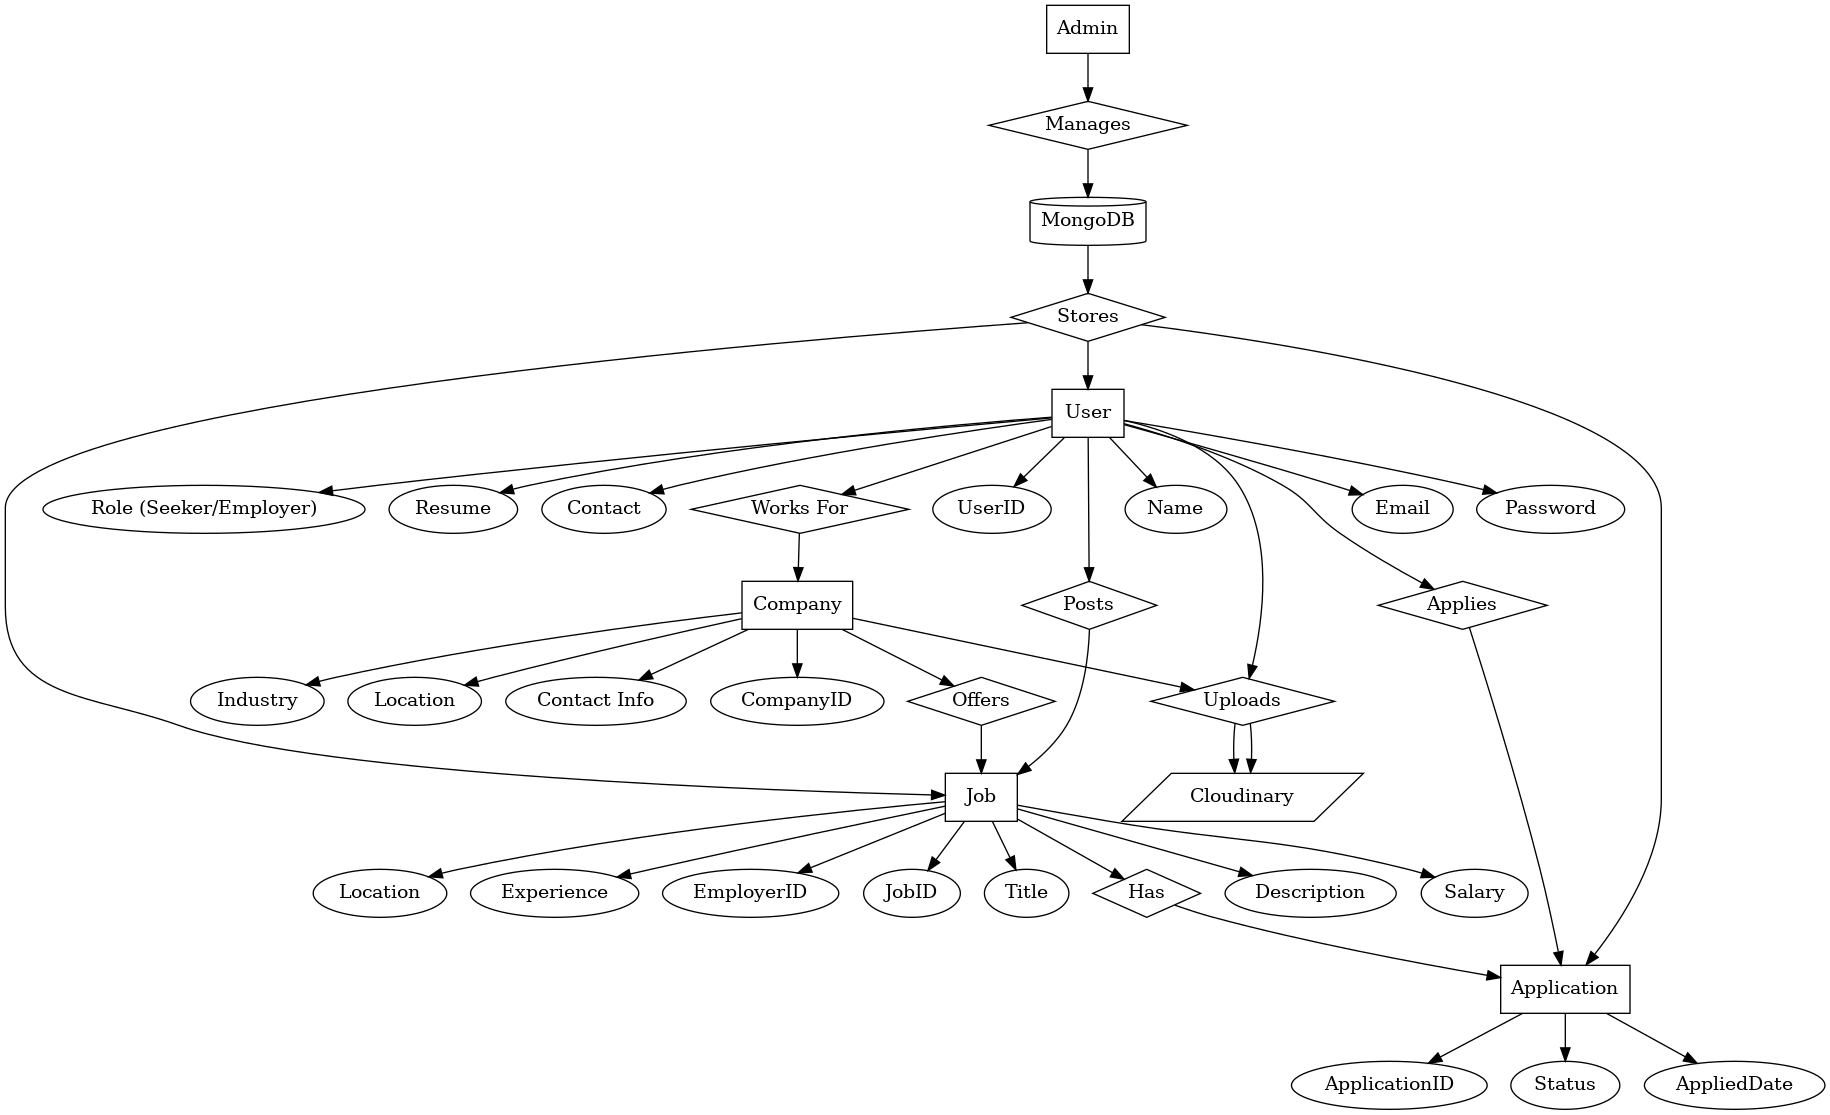 Admin
Manages
MongoDB
Stores
User
Role (Seeker/Employer)
Resume
Contact
Works For
UserID
Name
Email
Password
Company
Posts
Applies
Industry
Location
Contact Info
CompanyID
Offers
Uploads
Job
Cloudinary
Location
Experience
EmployerID
JobID
Title
Has
Description
Salary
Application
ApplicationID
Status
AppliedDate